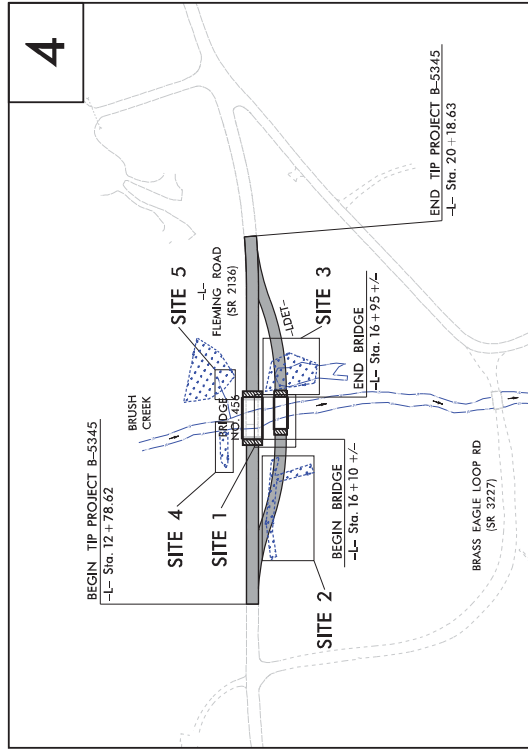 4
BEGIN TIP PROJECT B–5345
–L– Sta. 12 + 78.62
BRUSH
CREEK
SITE 5
–L–
FLEMING ROAD
(SR 2136)
SITE 4
SITE 1
BRIDGE
NO. 456
SITE 2
SITE 3
–LDET–
BEGIN BRIDGE
–L– Sta. 16 + 10 +/–
END BRIDGE
–L– Sta. 16 + 95 +/–
END TIP PROJECT B–5345
–L– Sta. 20 + 18.63
BRASS EAGLE LOOP RD
(SR 3227)